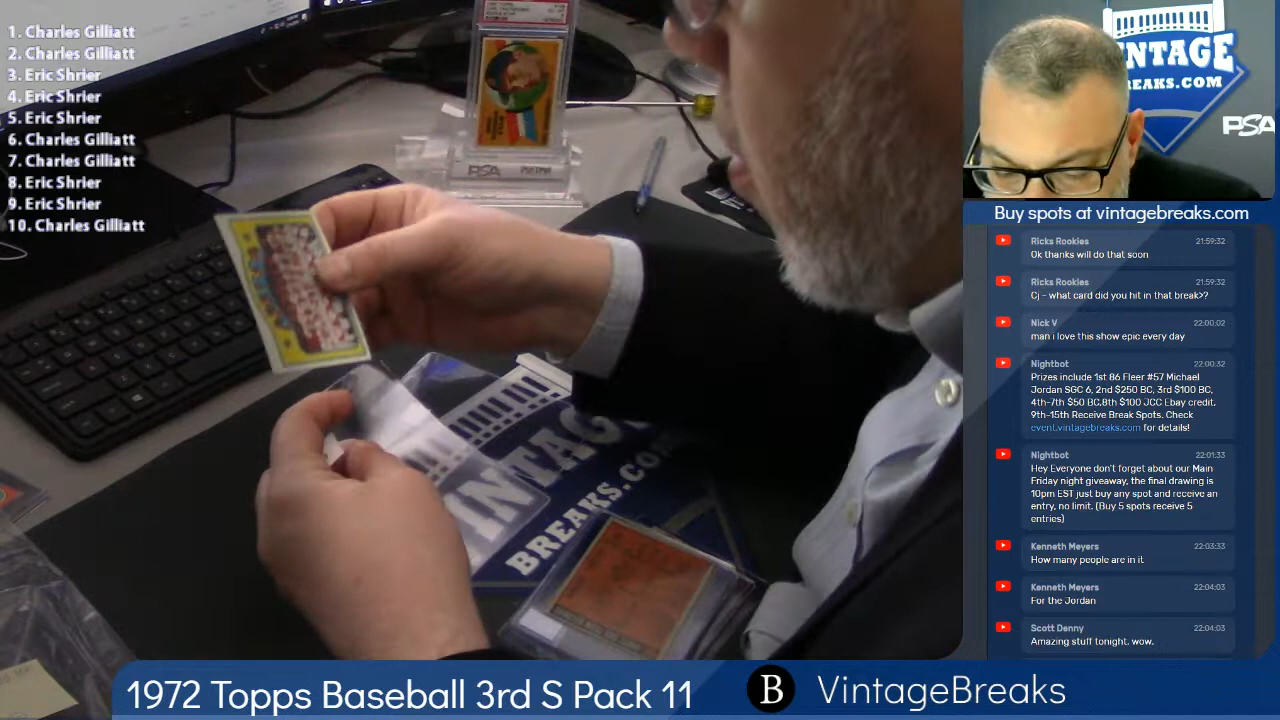 1. Charles Gilliatt
2. Charles Gilliatt
3. Eric Shrier
4. Eric Shrier
5. Eric Shrier
6. Charles Gilliatt
7. Charles Gilliatt
8. Eric Shrier
9. Eric Shrier
10. Charles Gilliatt
PSA
VINTAGE
BREAKS.COM
VINTAGE
REAKS.COM
PSA
Buy spots at vintagebreaks.com
Ricks Rookies 21:59:32
Ok thanks will do that soon
Ricks Rookies 21:59:32
Cj - what card did you hit in that break>?
Nick V 22:00:02
man i love this show epic every day
Nightbot 22:00:32
Prizes include 1st 86 Fleer #57 Michael
Jordan SGC 6, 2nd $250 BC, 3rd $100 BC,
4th-7th $50 BC,8th $100 JCC Ebay credit,
9th-15th Receive Break Spots. Check
event.vintagebreaks.com for details!
Nightbot 22:01:33
Hey Everyone don't forget about our Main
Friday night giveaway, the final drawing is
10pm EST just buy any spot and receive an
entry, no limit. (Buy 5 spots receive 5
entries)
Kenneth Meyers 22:03:33
How many people are in it
Kenneth Meyers 22:04:03
For the Jordan
Scott Denny 22:04:03
Amazing stuff tonight. wow.
1972 Topps Baseball 3rd S Pack 11
B VintageBreaks